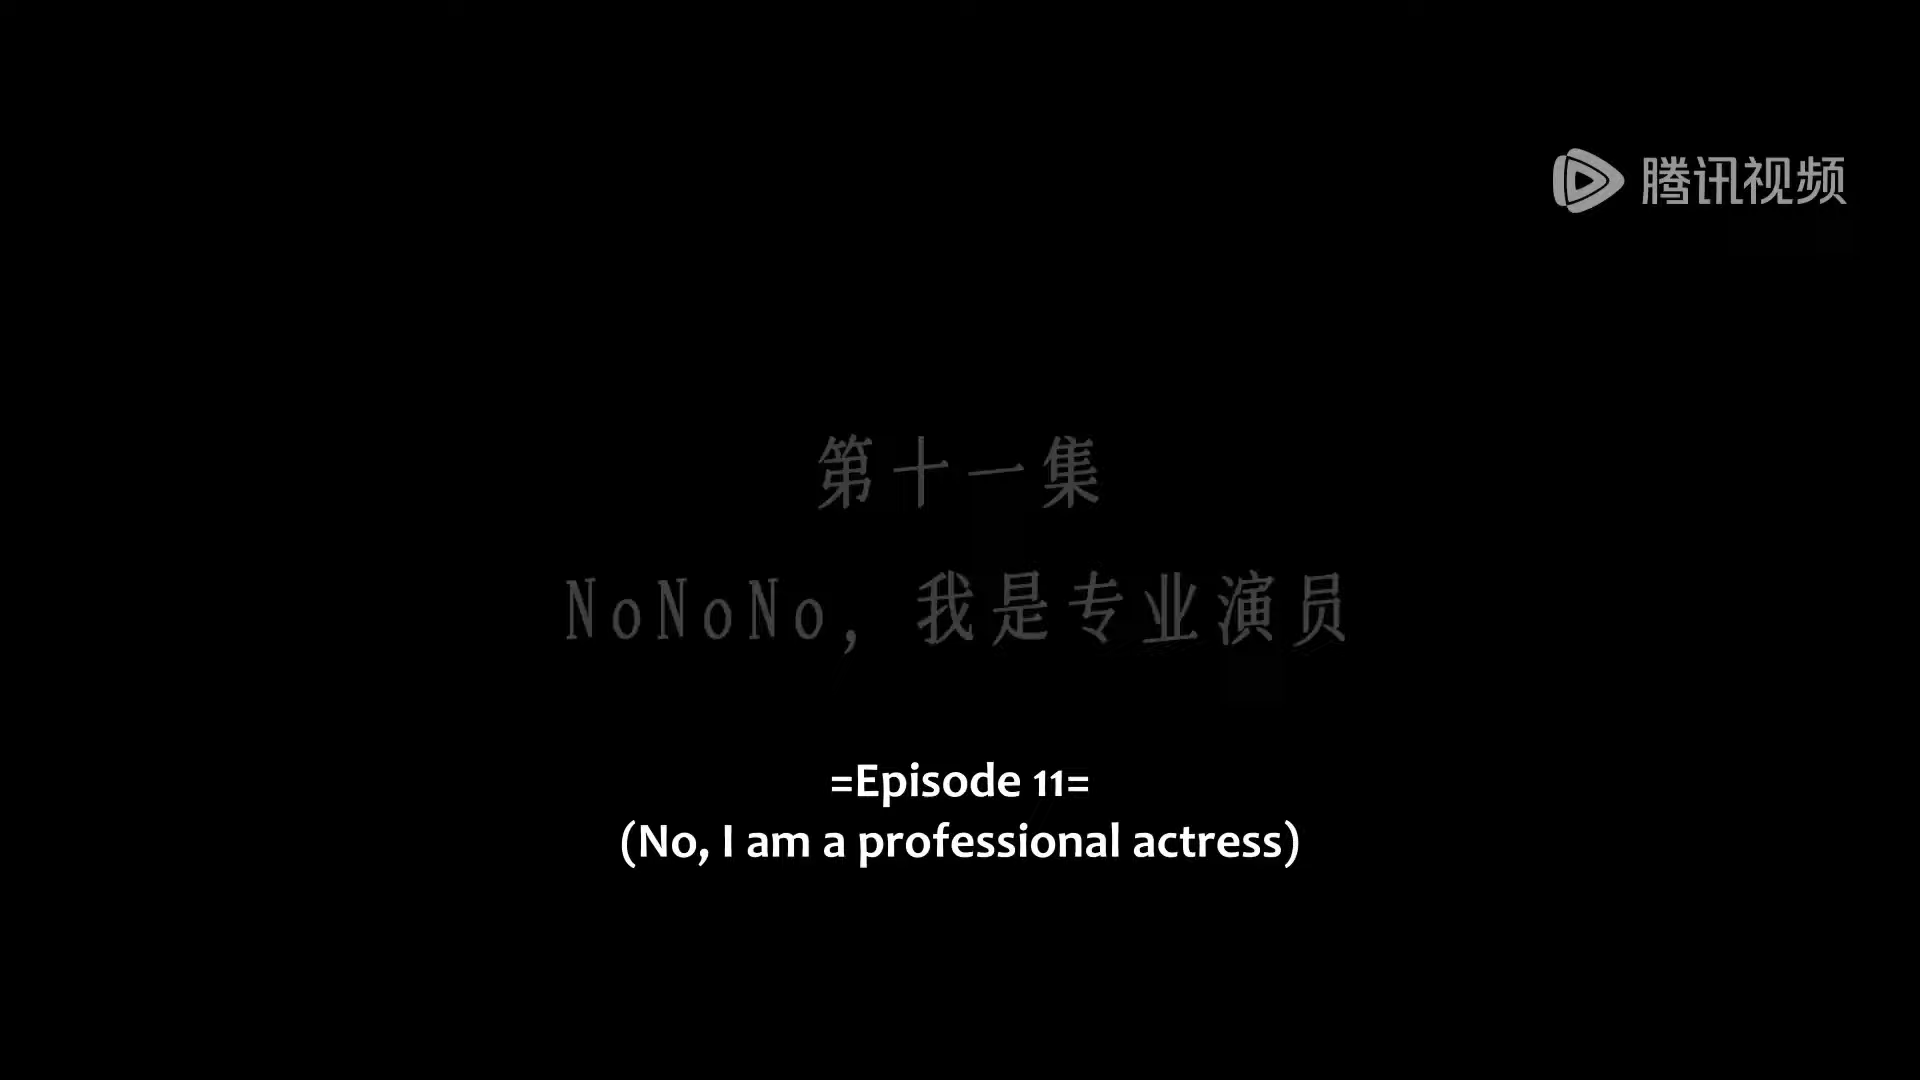 腾讯视频
第十一集
NoNoNo，我是专业演员
=Episode 11=
(No, I am a professional actress)